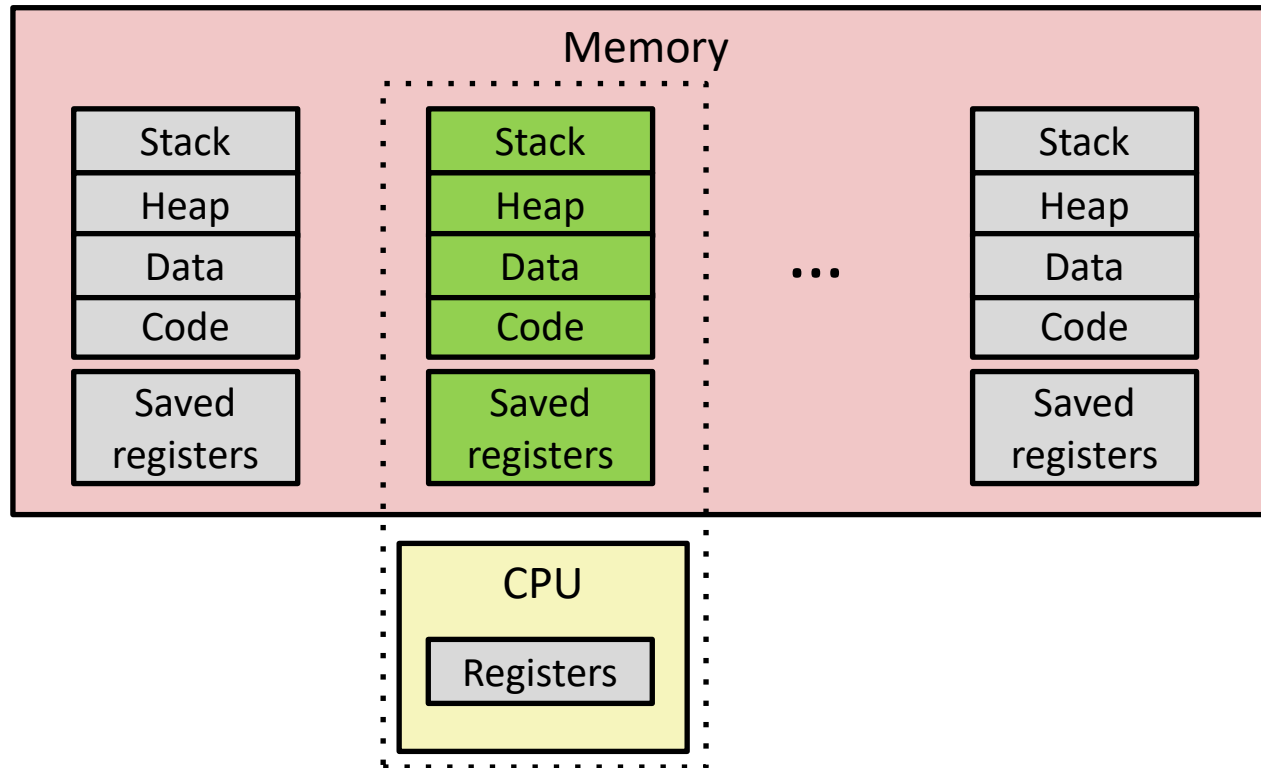 Memory
Stack
Heap
Data
Code
Saved
registers
Stack
Heap
Data
Code
Saved
registers
...
Stack
Heap
Data
Code
Saved
registers
CPU
Registers